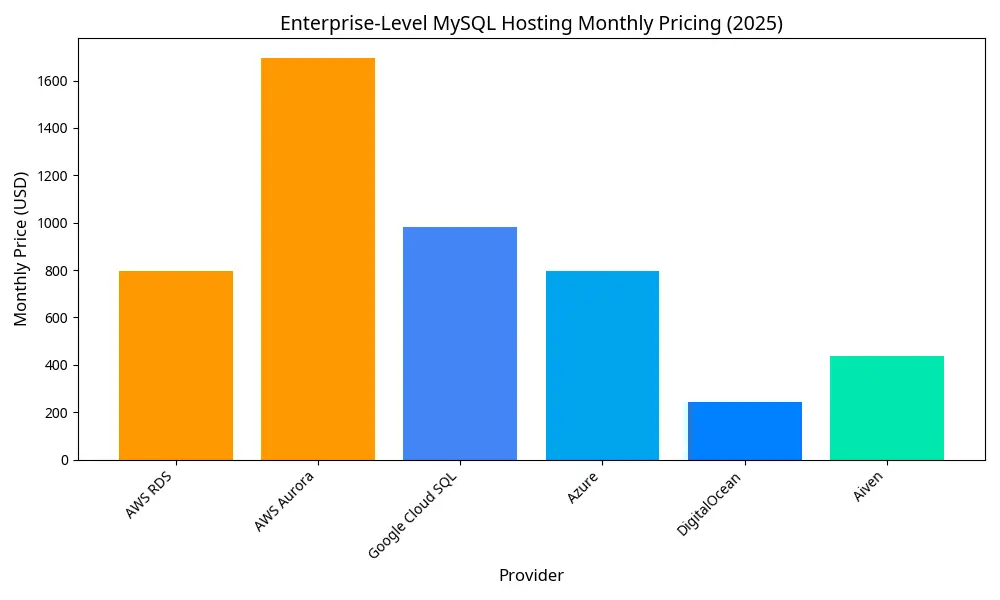 Enterprise-Level MySQL Hosting Monthly Pricing (2025)
Monthly Price (USD)
1600
1400
1200
1000
800
600
400
200
0
AWS RDS
AWS Aurora
Google Cloud SQL
Azure
DigitalOcean
Aiven
Provider